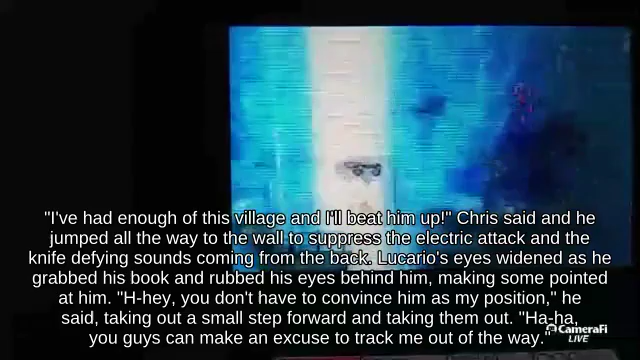 "I've had enough of this village and I'll beat him up!" Chris said and he
jumped all the way to the wall to suppress the electric attack and the
knife defying sounds coming from the back. Lucario's eyes widened as he
grabbed his book and rubbed his eyes behind him, making some pointed
at him. "H-hey, you don't have to convince him as my position," he
said, taking out a small step forward and taking them out. "Ha-ha,
you guys can make an excuse to track me out of the way."
CameraFi
LIVE